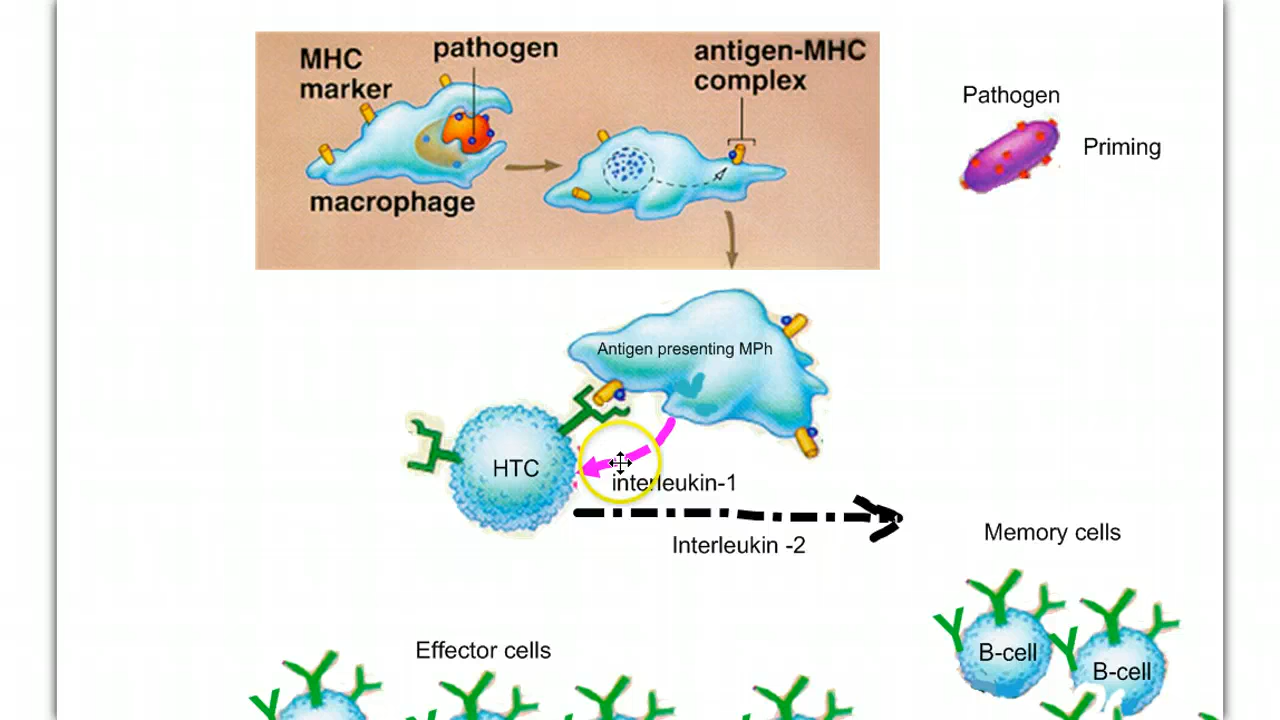 MHC
marker
pathogen
antigen-MHC
complex
macrophage
Pathogen
Priming
Antigen presenting MPh
HTC
interleukin-1
Interleukin -2
Memory cells
B-cell
B-cell
Effector cells